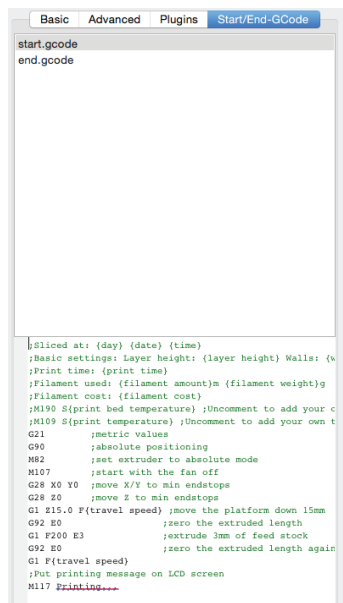 Basic Advanced Plugins Start/End-GCode
start.gcode
end.gcode
;Sliced at: {day} {date} {time}
;Basic settings: Layer height: {layer height} Walls: {w
;Print time: {print time}
;Filament used: {filament amount}m {filament weight}g
;Filament cost: {filament cost}
;M190 S{print bed temperature} ;Uncomment to add your o
;M109 S{print temperature} ;Uncomment to add your own t
G21 ;metric values
G90 ;absolute positioning
M82 ;set extruder to absolute mode
M107 ;start with the fan off
G28 X0 Y0 ;move X/Y to min endstops
G28 Z0 ;move Z to min endstops
G1 Z15.0 F{travel speed} ;move the platform down 15mm
G92 E0 ;zero the extruded length
G1 F200 E3 ;extrude 3mm of feed stock
G92 E0 ;zero the extruded length again
G1 F{travel speed}
;Put printing message on LCD screen
M117 Printing...